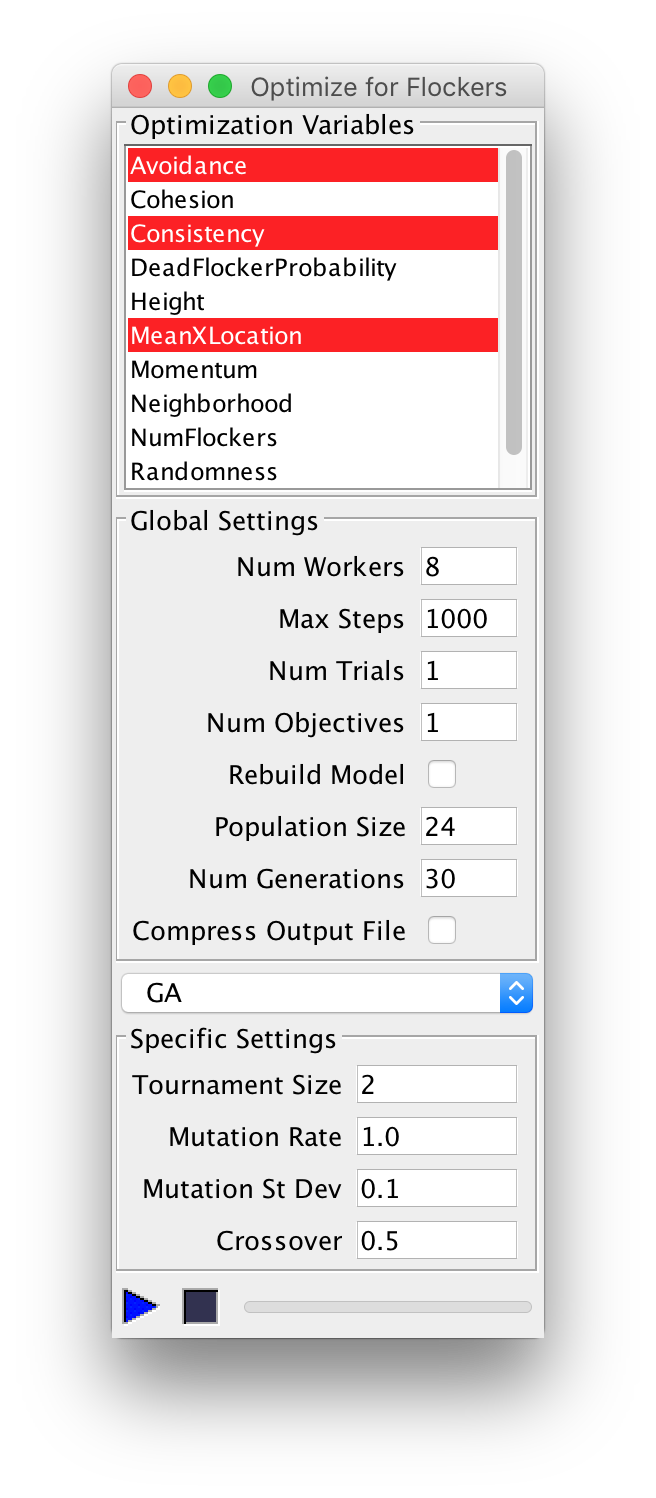 Optimize for Flockers
Optimization Variables
Avoidance
Cohesion
Consistency
DeadFlockerProbability
Height
MeanXLocation
Momentum
Neighborhood
NumFlockers
Randomness
Global Settings
Num Workers 8
Max Steps 1000
Num Trials 1
Num Objectives 1
Rebuild Model
Population Size 24
Num Generations 30
Compress Output File
GA
Specific Settings
Tournament Size 2
Mutation Rate 1.0
Mutation St Dev 0.1
Crossover 0.5